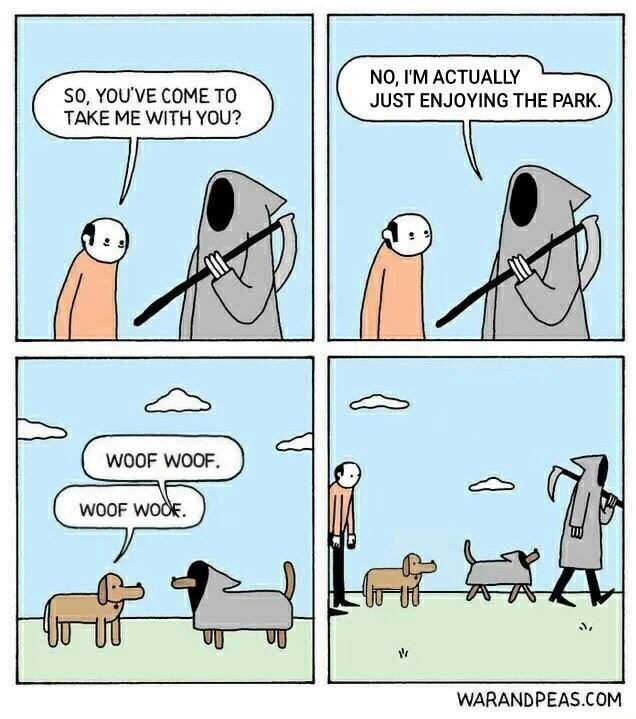 SO, YOU'VE COME TO
TAKE ME WITH YOU?
NO, I'M ACTUALLY
JUST ENJOYING THE PARK.
WOOF WOOF.
WOOF WOOF.
WARANDPEAS.COM